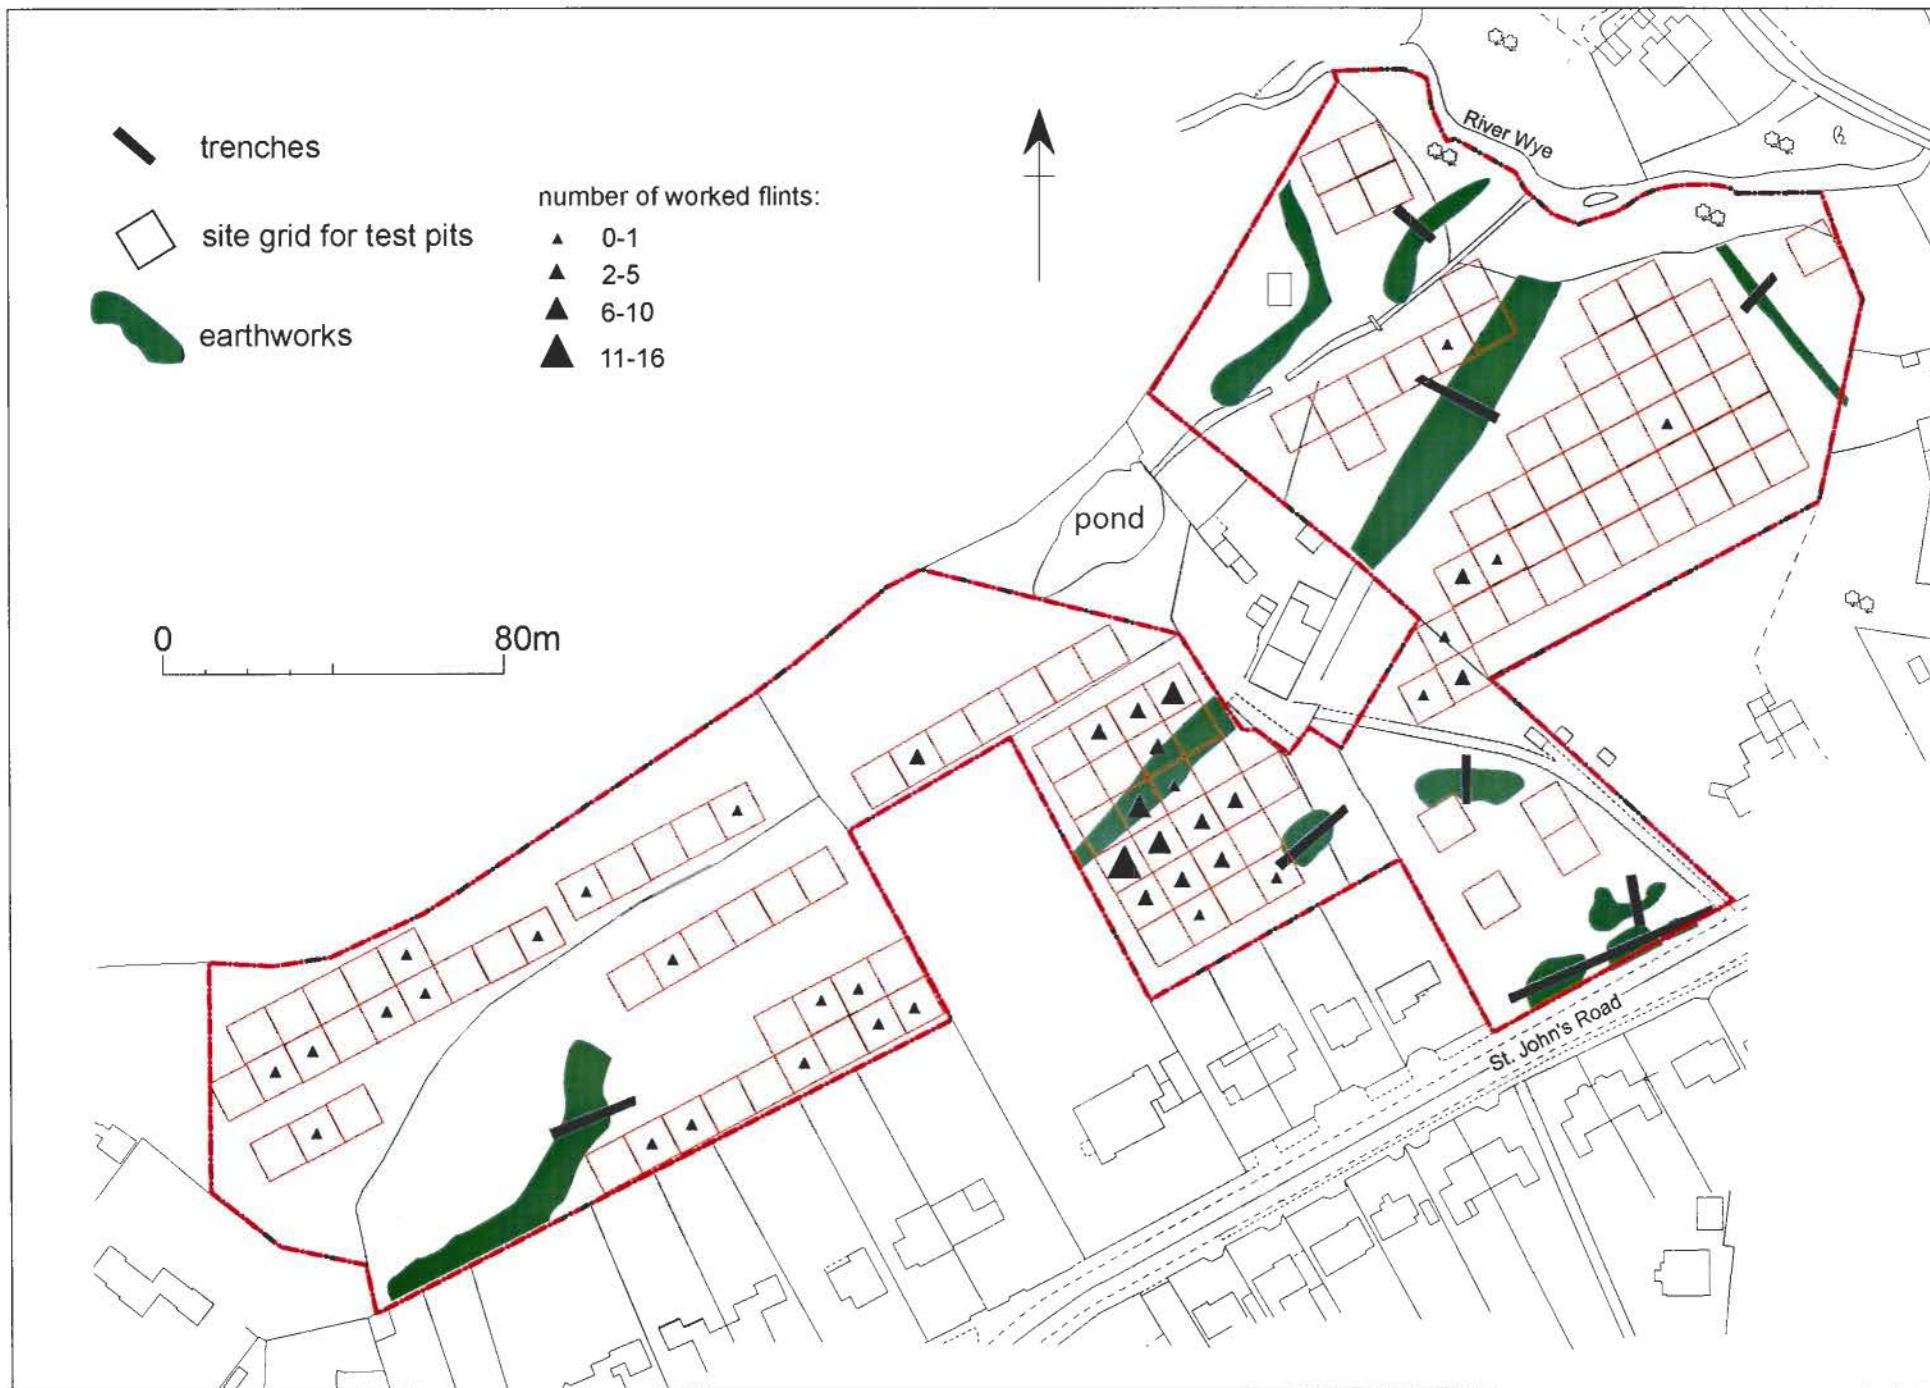 trenches
site grid for test pits
earthworks
number of worked flints:
0-1
2-5
6-10
11-16
River Wye
pond
0 80m
St. John's Road